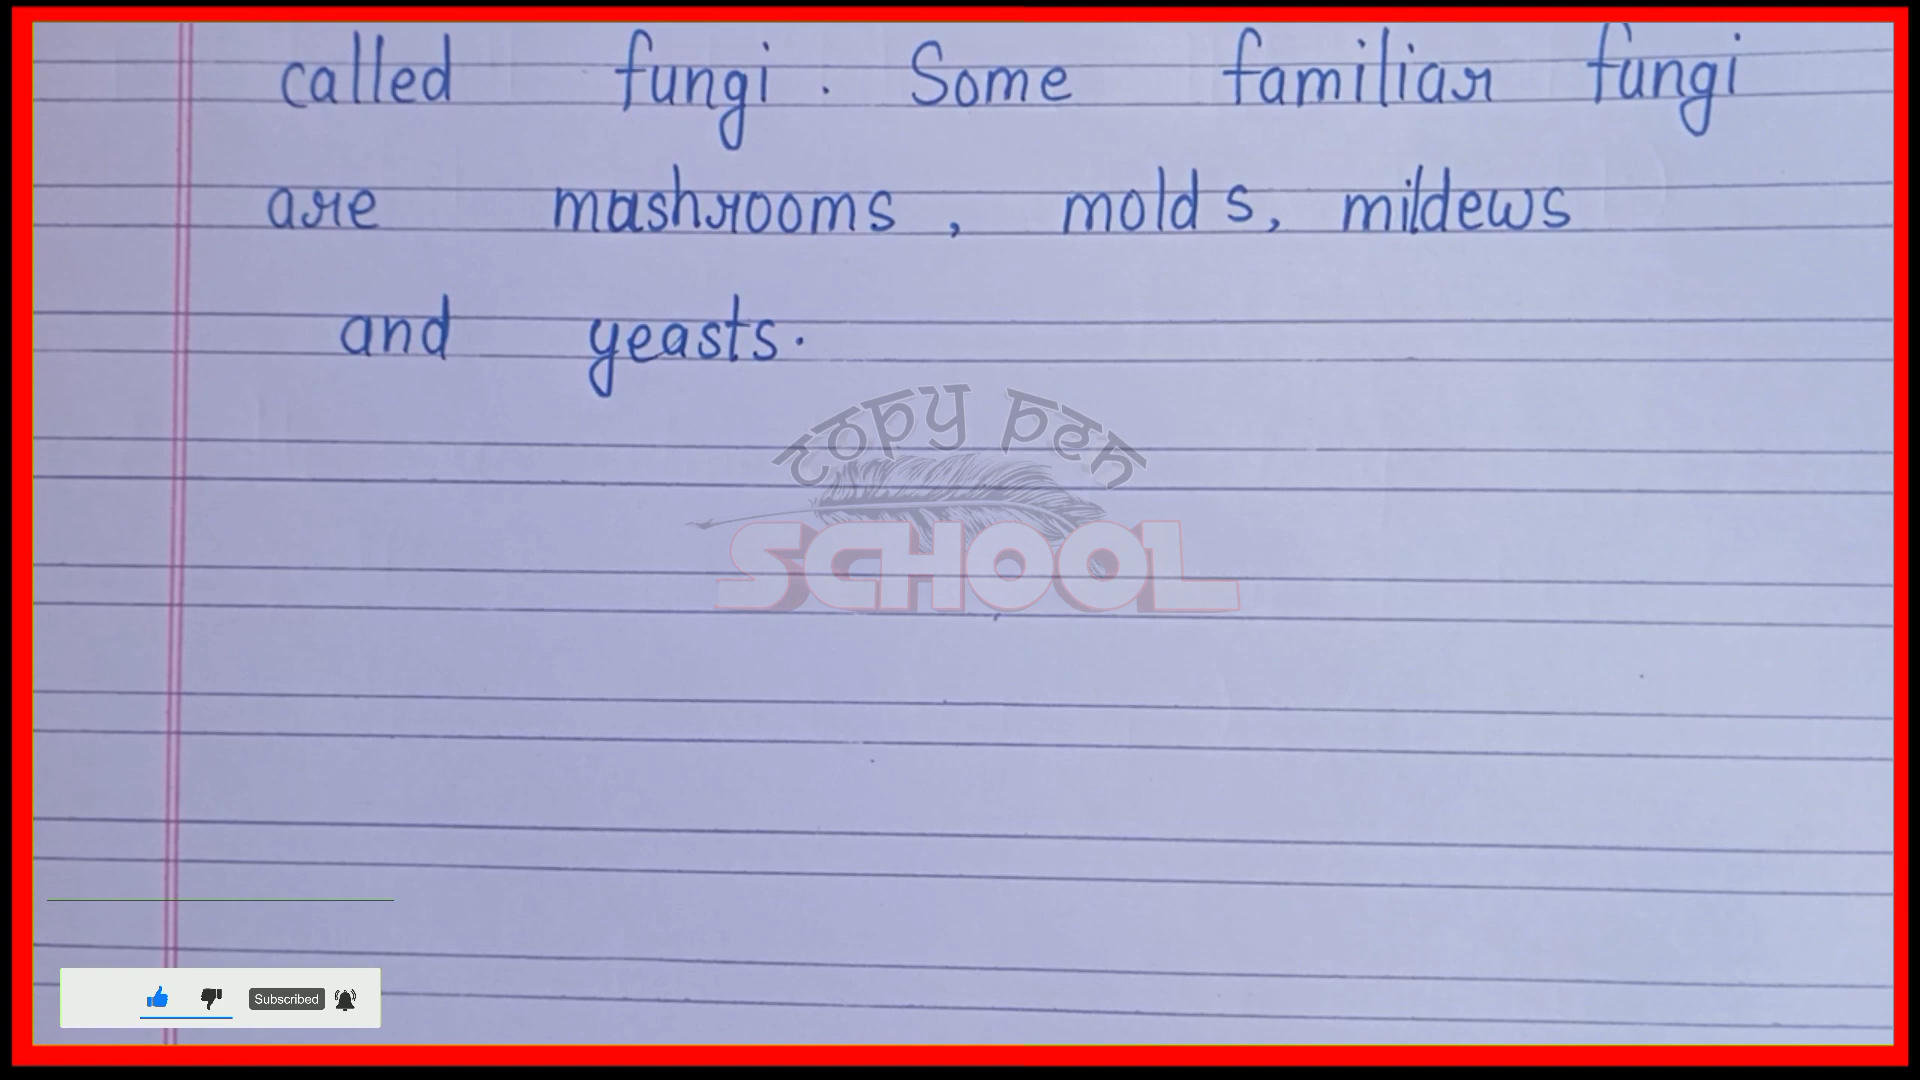 called fungi. Some familiar fungi
are mashrooms, molds, mildews
and yeasts.
copy pen
SCHOOL
Subscribed